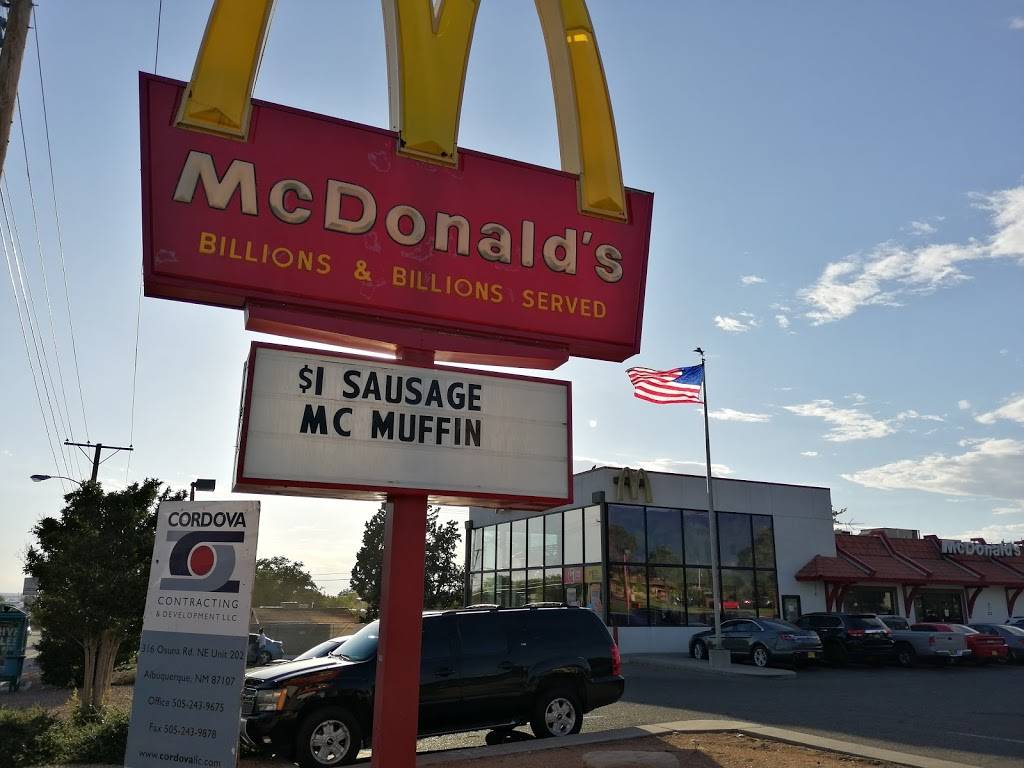 McDonald's
BILLIONS & BILLIONS SERVED
$1 SAUSAGE
MC MUFFIN
CORDOVA
CONTRACTING
& DEVELOPMENT LLC
316 Osuna Rd. NE Unit 202
Albuquerque, NM 87107
Office 505-243-9675
Fax 505-243-9878
www.cordovallc.com
McDonald's